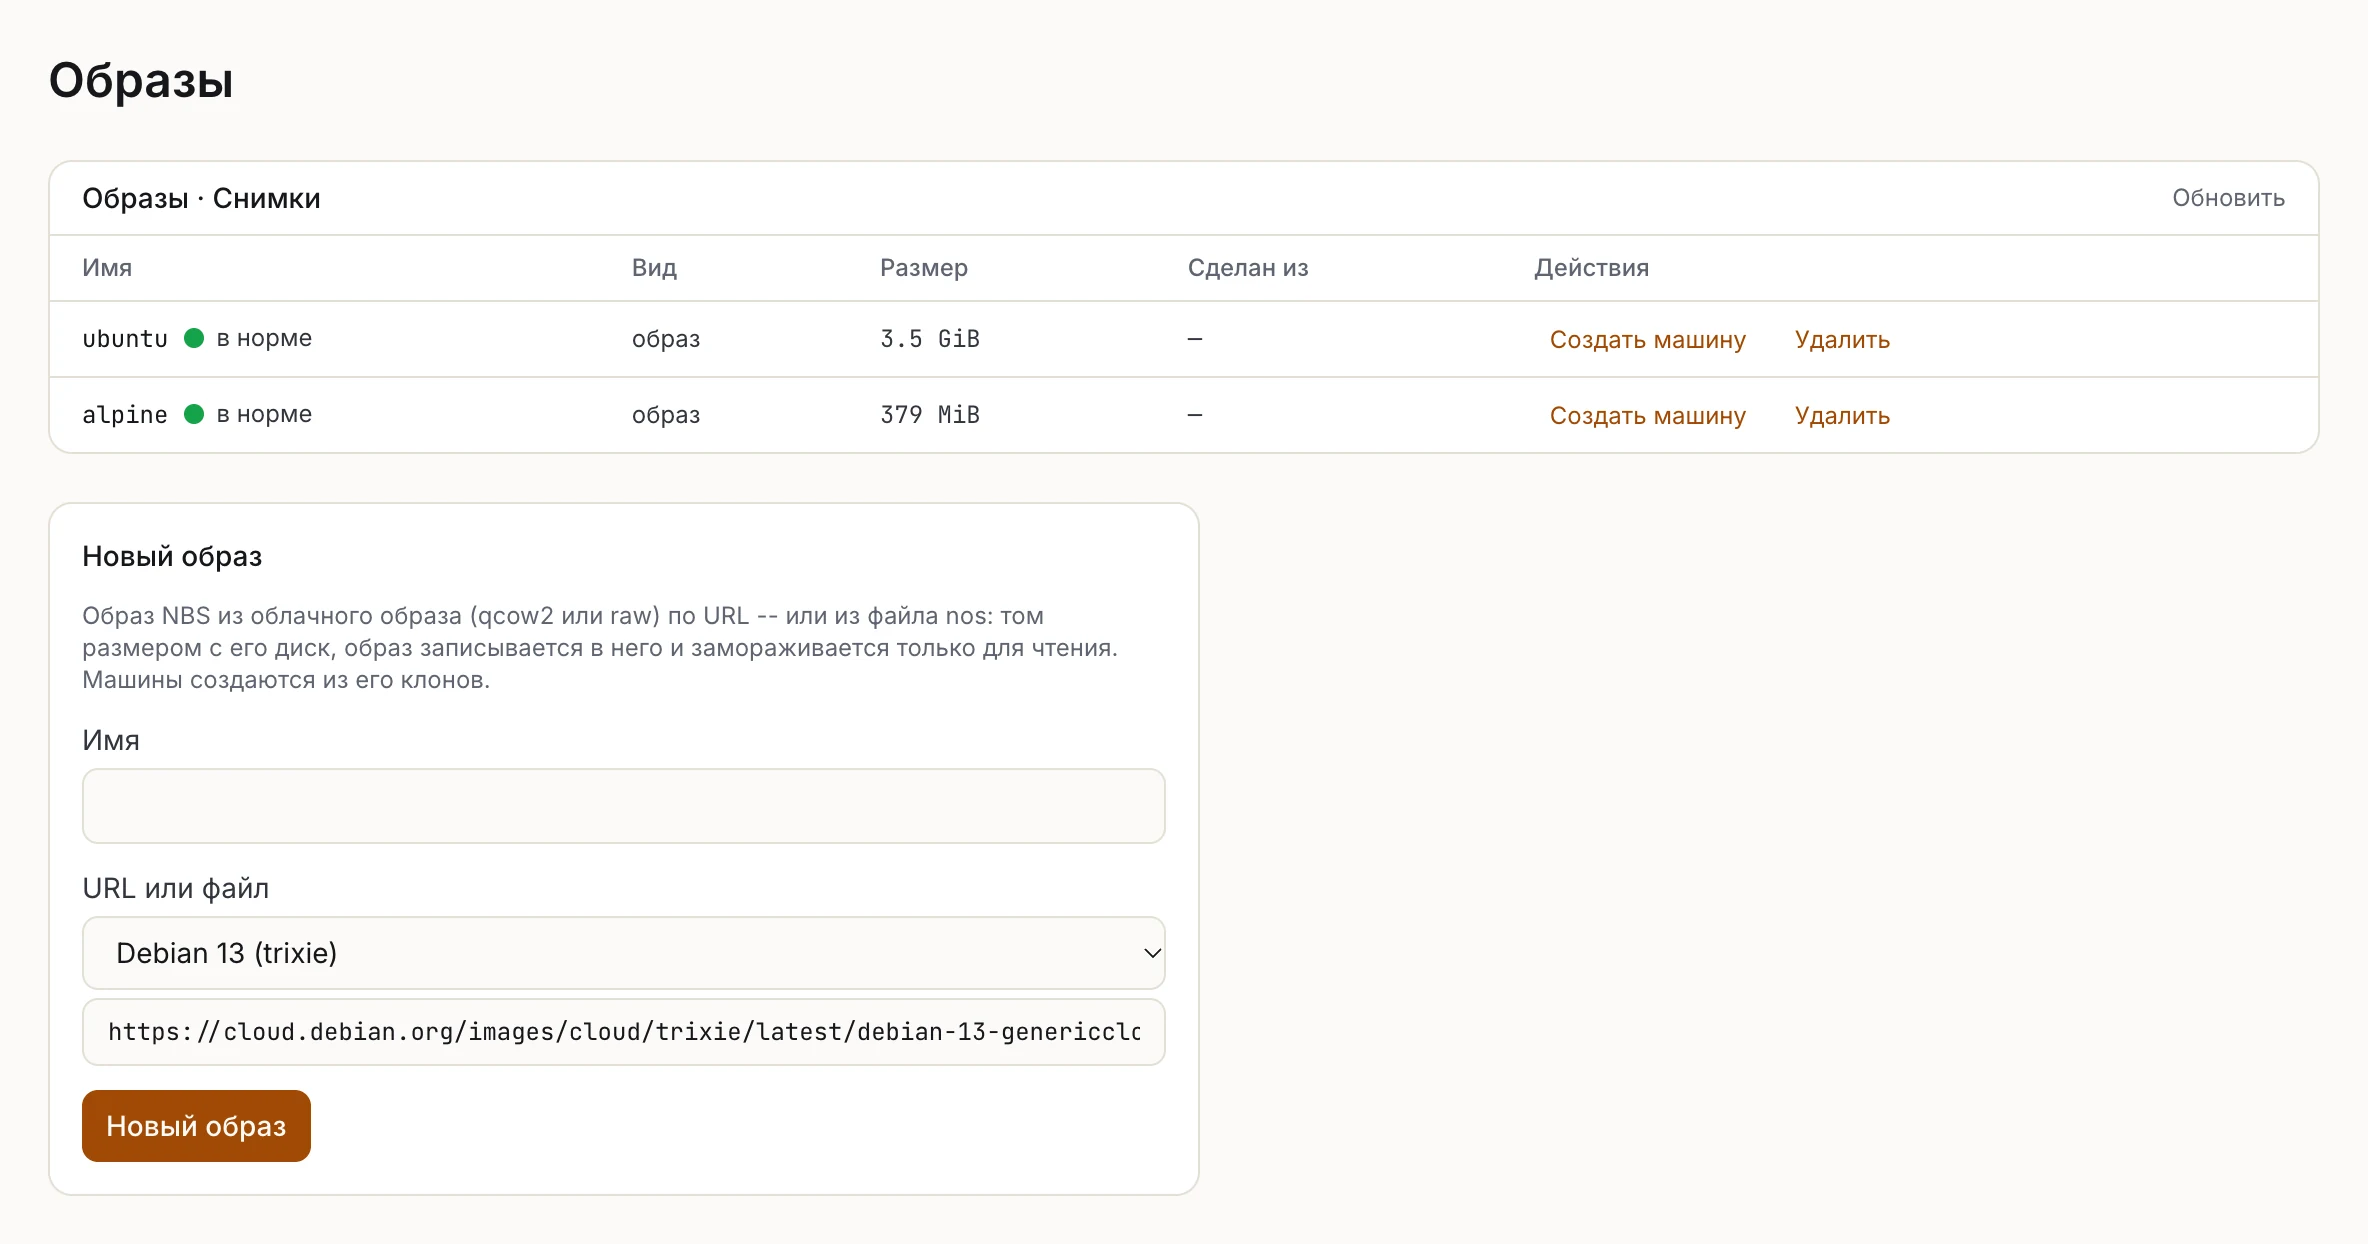 Образы
Образы · Снимки
Обновить
Имя Вид Размер Сделан из Действия
ubuntu в норме образ 3.5 GiB — Создать машину Удалить
alpine в норме образ 379 MiB — Создать машину Удалить
Новый образ
Образ NBS из облачного образа (qcow2 или raw) по URL -- или из файла nos: том
размером с его диск, образ записывается в него и замораживается только для чтения.
Машины создаются из его клонов.
Имя
URL или файл
Debian 13 (trixie)
https://cloud.debian.org/images/cloud/trixie/latest/debian-13-genericclo
Новый образ